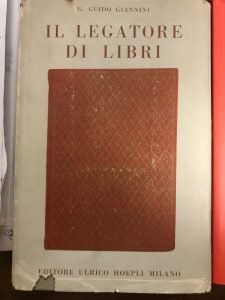 G. GUIDO GIANNINI
IL LEGATORE
DI LIBRI
EDITORE ULRICO HOEPLI MILANO